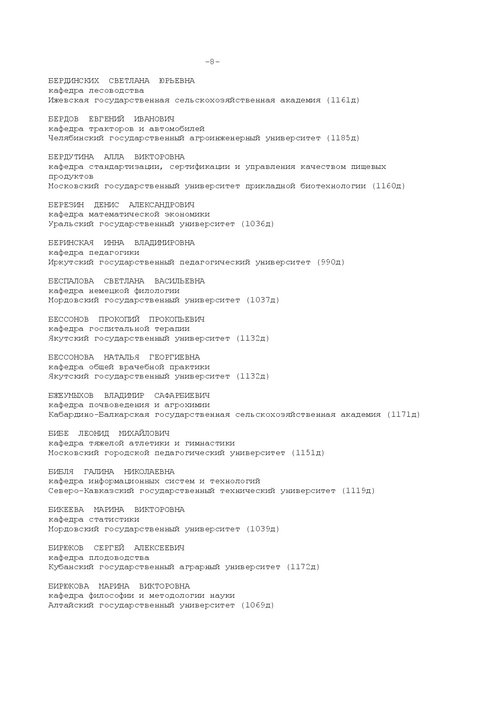 -8-
БЕРДИНСКИХ СВЕТЛАНА ЮРЬЕВНА
кафедра лесоводства
Ижевская государственная сельскохозяйственная академия (1161д)
БЕРДОВ ЕВГЕНИЙ ИВАНОВИЧ
кафедра тракторов и автомобилей
Челябинский государственный агроинженерный университет (1185д)
БЕРДУТИНА АЛЛА ВИКТОРОВНА
кафедра стандартизации, сертификации и управления качеством пищевых
продуктов
Московский государственный университет прикладной биотехнологии (1160д)
БЕРЕЗИН ДЕНИС АЛЕКСАНДРОВИЧ
кафедра математической экономики
Уральский государственный университет (1036д)
БЕРИНСКАЯ ИННА ВЛАДИМИРОВНА
кафедра педагогики
Иркутский государственный педагогический университет (990д)
БЕСПАЛОВА СВЕТЛАНА ВАСИЛЬЕВНА
кафедра немецкой филологии
Мордовский государственный университет (1037д)
БЕССОНОВ ПРОКОПИЙ ПРОКОПЬЕВИЧ
кафедра госпитальной терапии
Якутский государственный университет (1132д)
БЕССОНОВА НАТАЛЬЯ ГЕОРГИЕВНА
кафедра общей врачебной практики
Якутский государственный университет (1132д)
БЖЕУМЫХОВ ВЛАДИМИР САФАРБИЕВИЧ
кафедра почвоведения и агрохимии
Кабардино-Балкарская государственная сельскохозяйственная академия (1171д)
БИБЕ ЛЕОНИД МИХАЙЛОВИЧ
кафедра тяжелой атлетики и гимнастики
Московский городской педагогический университет (1151д)
БИБЛЯ ГАЛИНА НИКОЛАЕВНА
кафедра информационных систем и технологий
Северо-Кавказский государственный технический университет (1119д)
БИКЕЕВА МАРИНА ВИКТОРОВНА
кафедра статистики
Мордовский государственный университет (1039д)
БИРЮКОВ СЕРГЕЙ АЛЕКСЕЕВИЧ
кафедра плодоводства
Кубанский государственный аграрный университет (1172д)
БИРЮКОВА МАРИНА ВИКТОРОВНА
кафедра философии и методологии науки
Алтайский государственный университет (1069д)